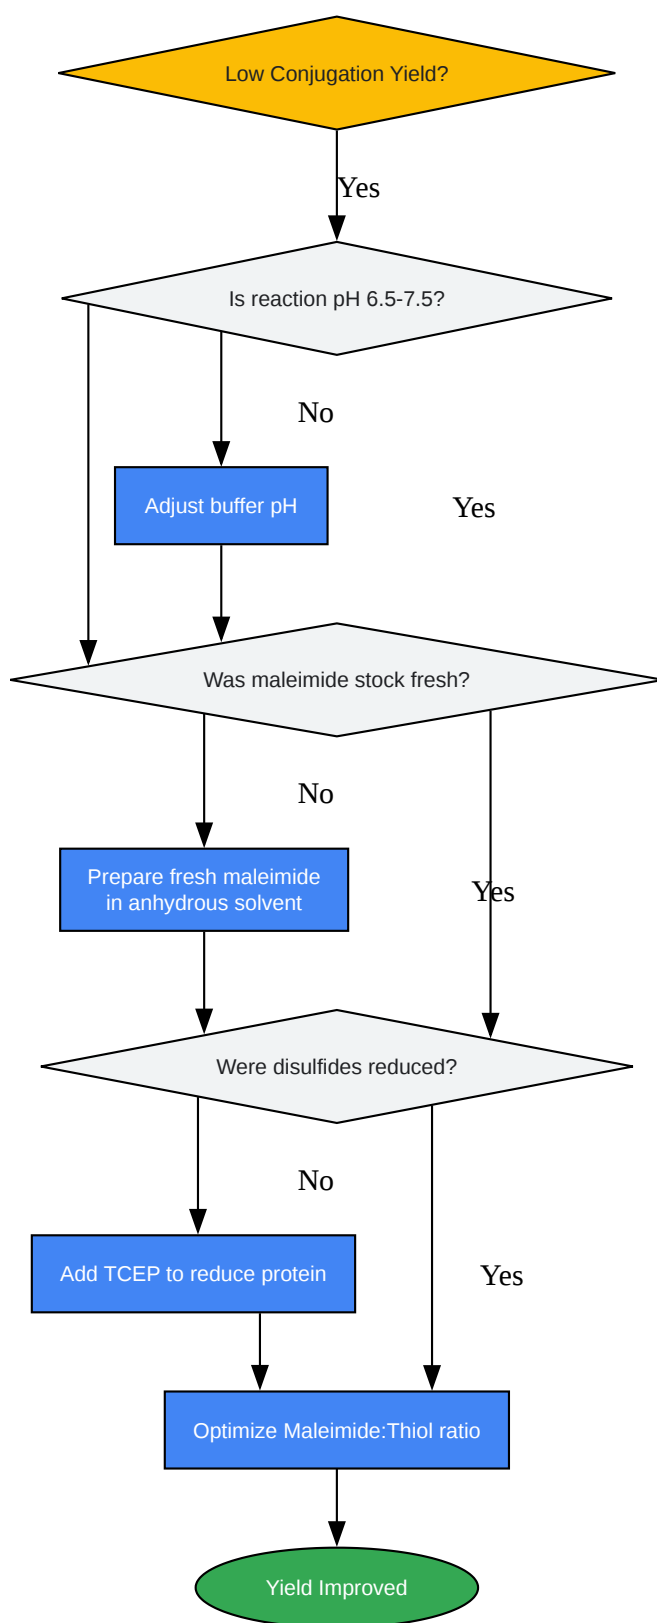 Low Conjugation Yield?
Yes
Is reaction pH 6.5-7.5?
No
Adjust buffer pH
Yes
Was maleimide stock fresh?
No
Prepare fresh maleimide
in anhydrous solvent
Yes
Were disulfides reduced?
No
Add TCEP to reduce protein
Yes
Optimize Maleimide:Thiol ratio
Yield Improved